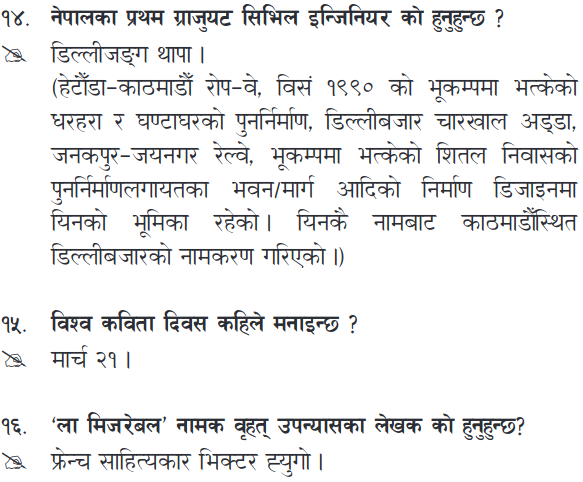 १४. नेपालका प्रथम ग्राजुयट सिभिल इन्जिनियर को हुनुहुन्छ ?
डिल्लीजङ्ग थापा ।
(हेटौँडा-काठमाडौँ रोप-वे, विसं १९९० को भूकम्पमा भत्केको
धरहरा र घण्टाघरको पुनर्निर्माण, डिल्लीबजार चारखाल अड्डा,
जनकपुर-जयनगर रेल्वे, भूकम्पमा भत्केको शितल निवासको
पुनर्निर्माणलगायतका भवन/मार्ग आदिको निर्माण डिजाइनमा
यिनको भूमिका रहेको । यिनकै नामबाट काठमाडौँस्थित
डिल्लीबजारको नामकरण गरिएको ।)
१५. विश्व कविता दिवस कहिले मनाइन्छ ?
मार्च २१ ।
१६. ‘ला मिजरेबल’ नामक वृहत् उपन्यासका लेखक को हुनुहुन्छ?
फ्रेन्च साहित्यकार भिक्टर ह्युगो ।